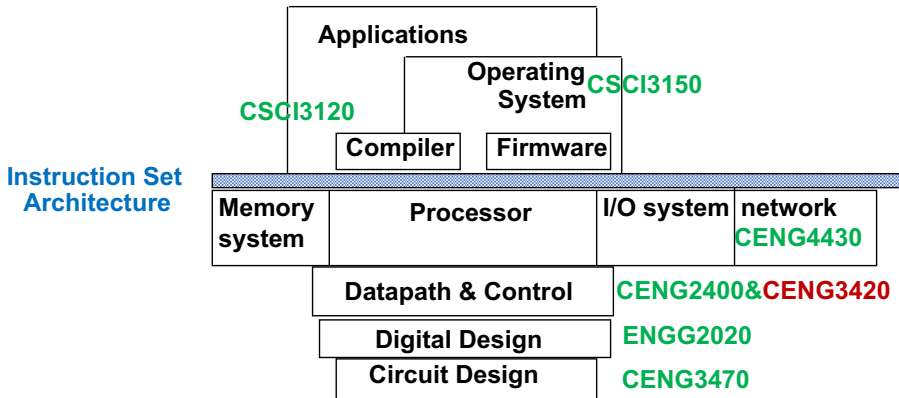 Applications
Operating
System
CSCI3150
CSCI3120
Compiler
Firmware
Instruction Set
Architecture
Memory
system
Processor
I/O system
network
CENG4430
Datapath & Control
CENG2400&CENG3420
Digital Design
ENGG2020
Circuit Design
CENG3470